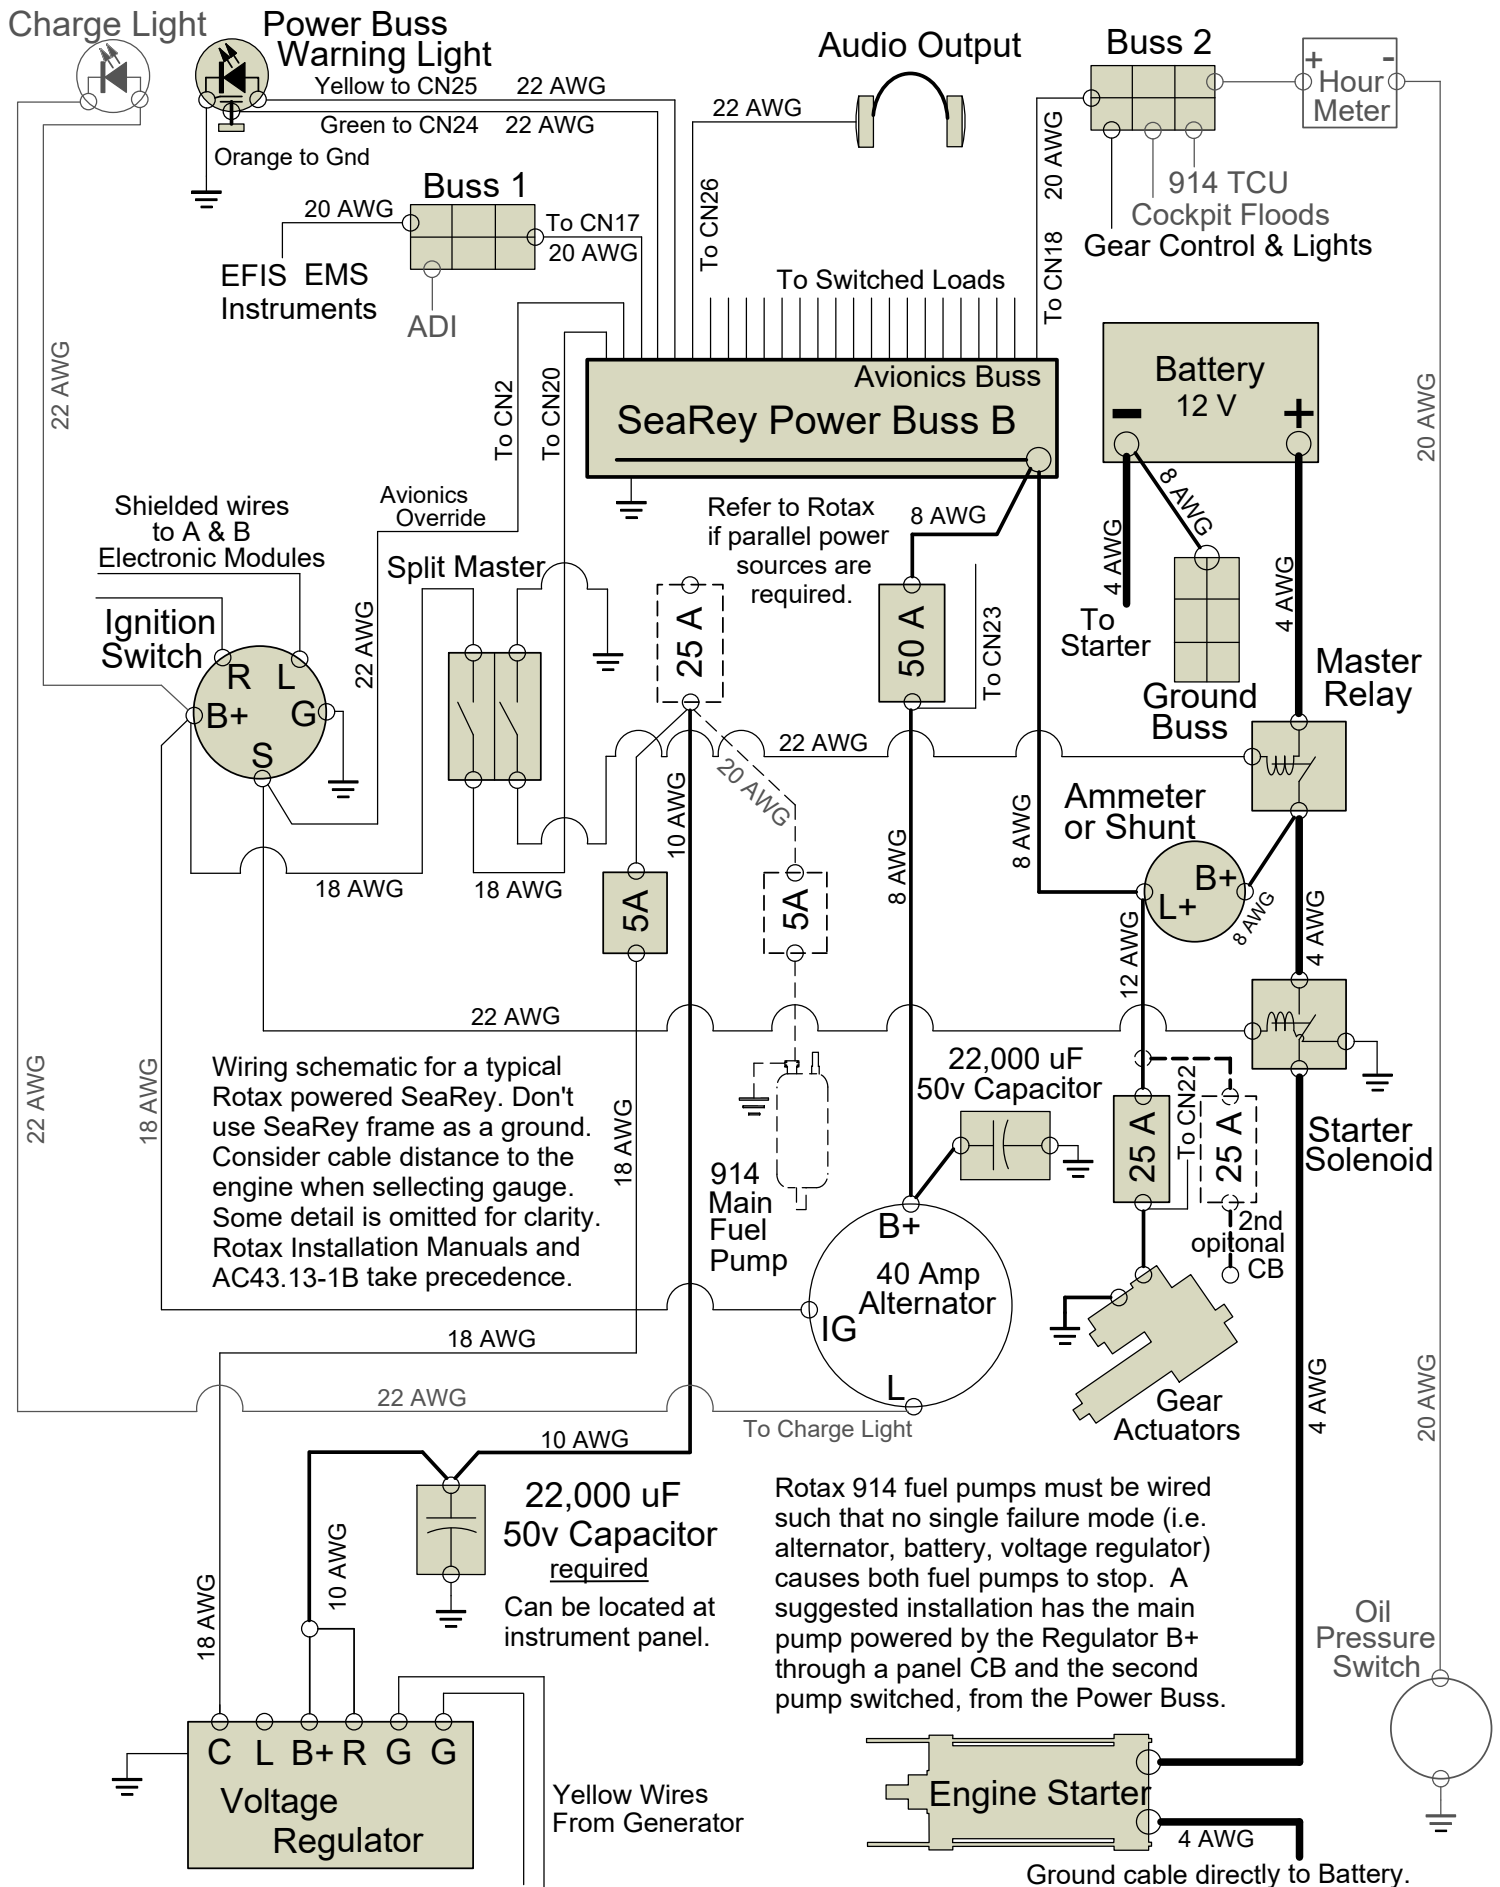 Charge Light
Power Buss
Warning Light
Yellow to CN25
22 AWG
Green to CN24
22 AWG
Orange to Gnd
Audio Output
22 AWG
Buss 2
+
-
Hour
Meter
20 AWG
To CN18
914 TCU
Cockpit Floods
Gear Control & Lights
Buss 1
20 AWG
To CN17
20 AWG
EFIS EMS
Instruments
ADI
To CN26
To Switched Loads
22 AWG
To CN2
To CN20
Avionics Buss
SeaRey Power Buss B
Battery
12 V
-
+
20 AWG
Shielded wires
to A & B
Electronic Modules
Avionics
Override
Split Master
Refer to Rotax
if parallel power
sources are
required.
8 AWG
8 AWG
4 AWG
4 AWG
To
Starter
Ground
Buss
Master
Relay
Ignition
Switch
R
L
B+
G
S
22 AWG
25 A
50 A
To CN23
22 AWG
20 AWG
10 AWG
8 AWG
8 AWG
Ammeter
or Shunt
B+
L+
8 AWG
4 AWG
12 AWG
18 AWG
18 AWG
5A
5A
22 AWG
22 AWG
18 AWG
18 AWG
Wiring schematic for a typical
Rotax powered SeaRey. Don't
use SeaRey frame as a ground.
Consider cable distance to the
engine when sellecting gauge.
Some detail is omitted for clarity.
Rotax Installation Manuals and
AC43.13-1B take precedence.
914
Main
Fuel
Pump
22,000 uF
50v Capacitor
25 A
To CN22
25 A
2nd
opitonal
CB
Starter
Solenoid
B+
40 Amp
Alternator
IG
L
Gear
Actuators
18 AWG
22 AWG
To Charge Light
4 AWG
20 AWG
10 AWG
22,000 uF
50v Capacitor
required
Can be located at
instrument panel.
10 AWG
18 AWG
Rotax 914 fuel pumps must be wired
such that no single failure mode (i.e.
alternator, battery, voltage regulator)
causes both fuel pumps to stop. A
suggested installation has the main
pump powered by the Regulator B+
through a panel CB and the second
pump switched, from the Power Buss.
Oil
Pressure
Switch
C L B+ R G G
Voltage
Regulator
Yellow Wires
From Generator
Engine Starter
4 AWG
Ground cable directly to Battery.